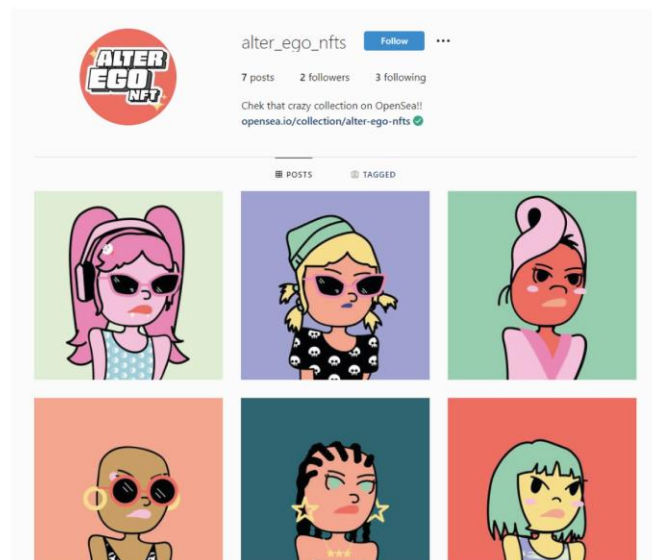 ALTER
EGO
NFT
alter_ego_nfts Follow ...
7 posts 2 followers 3 following
Chek that crazy collection on OpenSea!!
opensea.io/collection/alter-ego-nfts
POSTS TAGGED